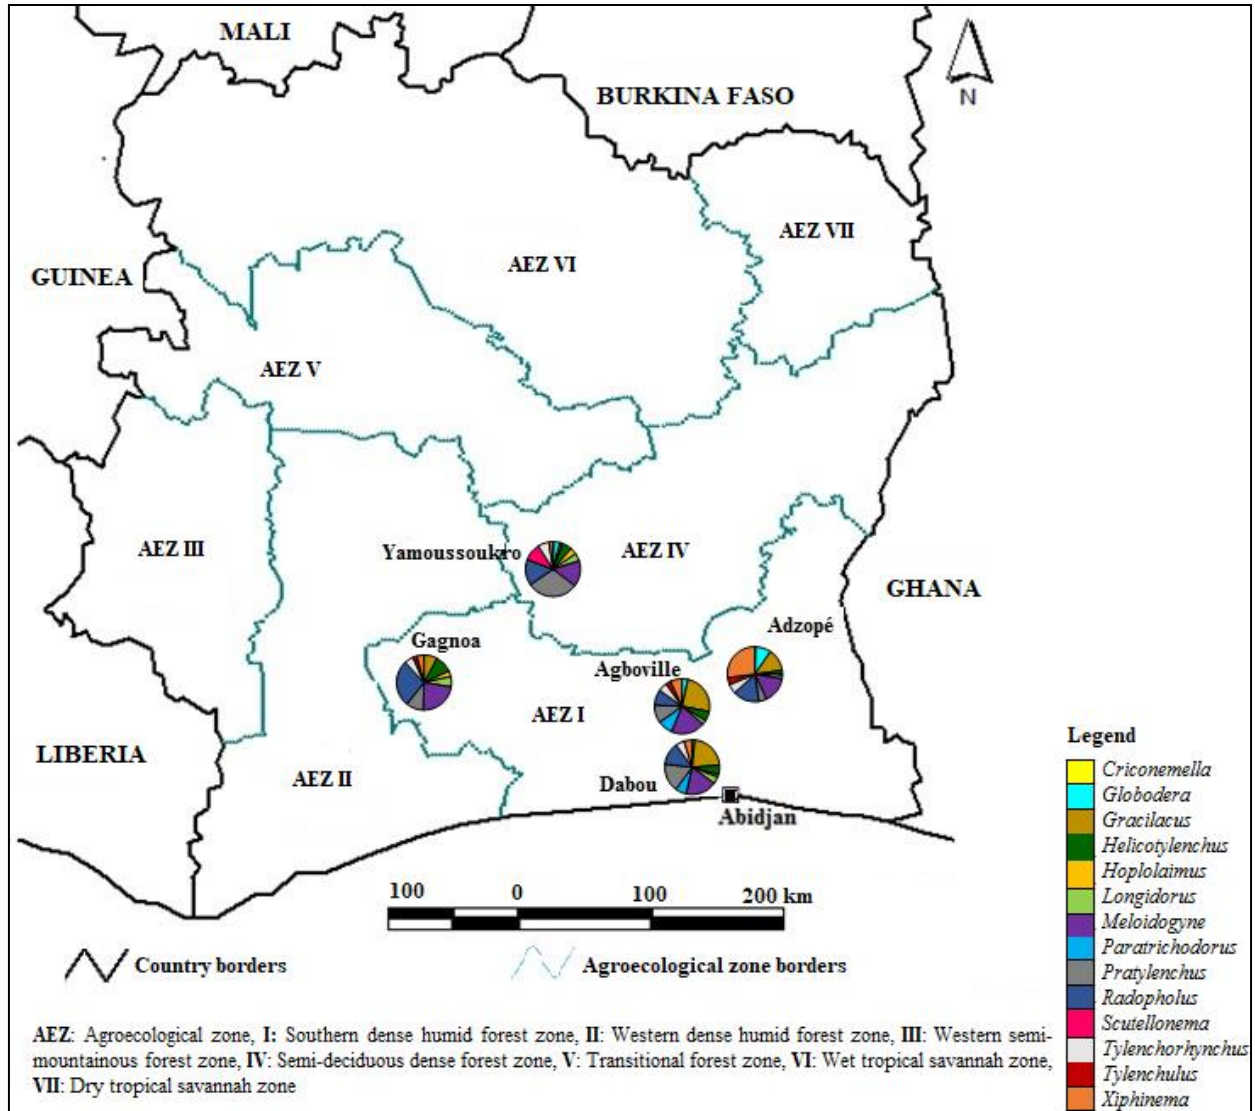 MALI
BURKINA FASO
N
AEZ VII
GUINEA
AEZ VI
AEZ V
AEZ III
Yamoussoukro
AEZ IV
GHANA
Adzopé
Gagnoa
Agboville
AEZ I
LIBERIA
AEZ II
Dabou
Abidjan
100 0 100 200 km
Country borders
Agroecological zone borders
Legend
Criconemella
Globodera
Gracilacus
Helicotylenchus
Hoplolaimus
Longidorus
Meloidogyne
Paratrichodorus
Pratylenchus
Radopholus
Scutellonema
Tylenchorhynchus
Tylenchulus
Xiphinema
AEZ: Agroecological zone, I: Southern dense humid forest zone, II: Western dense humid forest zone, III: Western semi-
mountainous forest zone, IV: Semi-deciduous dense forest zone, V: Transitional forest zone, VI: Wet tropical savannah zone,
VII: Dry tropical savannah zone